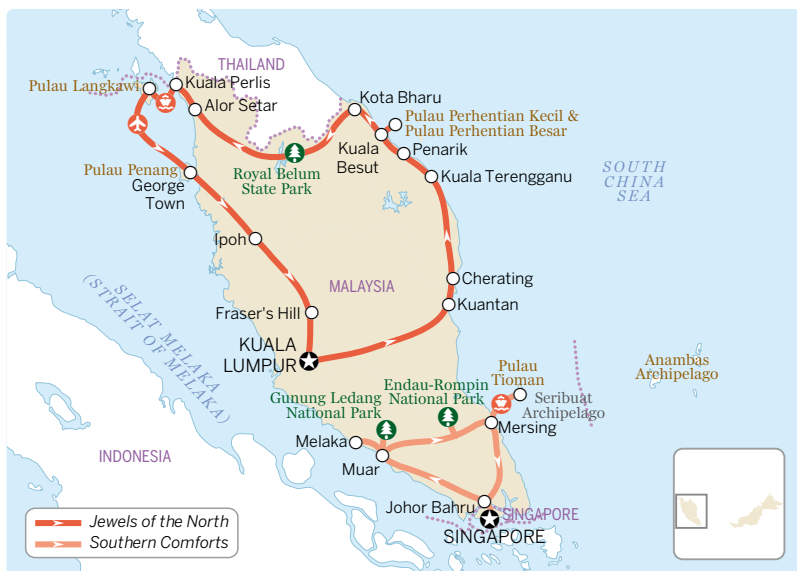 THAILAND
Pulau Langkawi
Kuala Perlis
Alor Setar
Kota Bharu
Pulau Perhentian Kecil &
Pulau Perhentian Besar
Kuala
Besut
Penarik
Royal Belum
State Park
Pulau Penang
George
Town
Kuala Terengganu
SOUTH
CHINA
SEA
Ipoh
MALAYSIA
Cherating
Kuantan
Fraser's Hill
SELAT MELAKA
(STRAIT OF MELAKA)
KUALA
LUMPUR
Pulau
Tioman
Anambas
Archipelago
Endau-Rompin
National Park
Gunung Ledang
National Park
Seribuat
Archipelago
Mersing
Melaka
Muar
INDONESIA
Johor Bahru
SINGAPORE
SINGAPORE
Jewels of the North
Southern Comforts